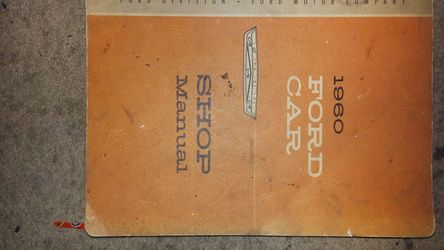 1960
FORD
CAR
SHOP
Manual
FORD DIVISION • FORD MOTOR COMPANY